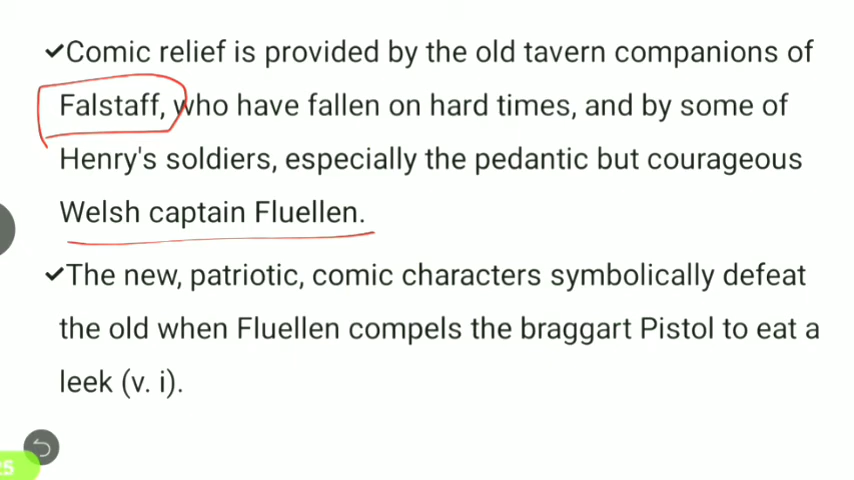 ✓Comic relief is provided by the old tavern companions of
Falstaff, who have fallen on hard times, and by some of
Henry's soldiers, especially the pedantic but courageous
Welsh captain Fluellen.
✓The new, patriotic, comic characters symbolically defeat
the old when Fluellen compels the braggart Pistol to eat a
leek (v. i).
25